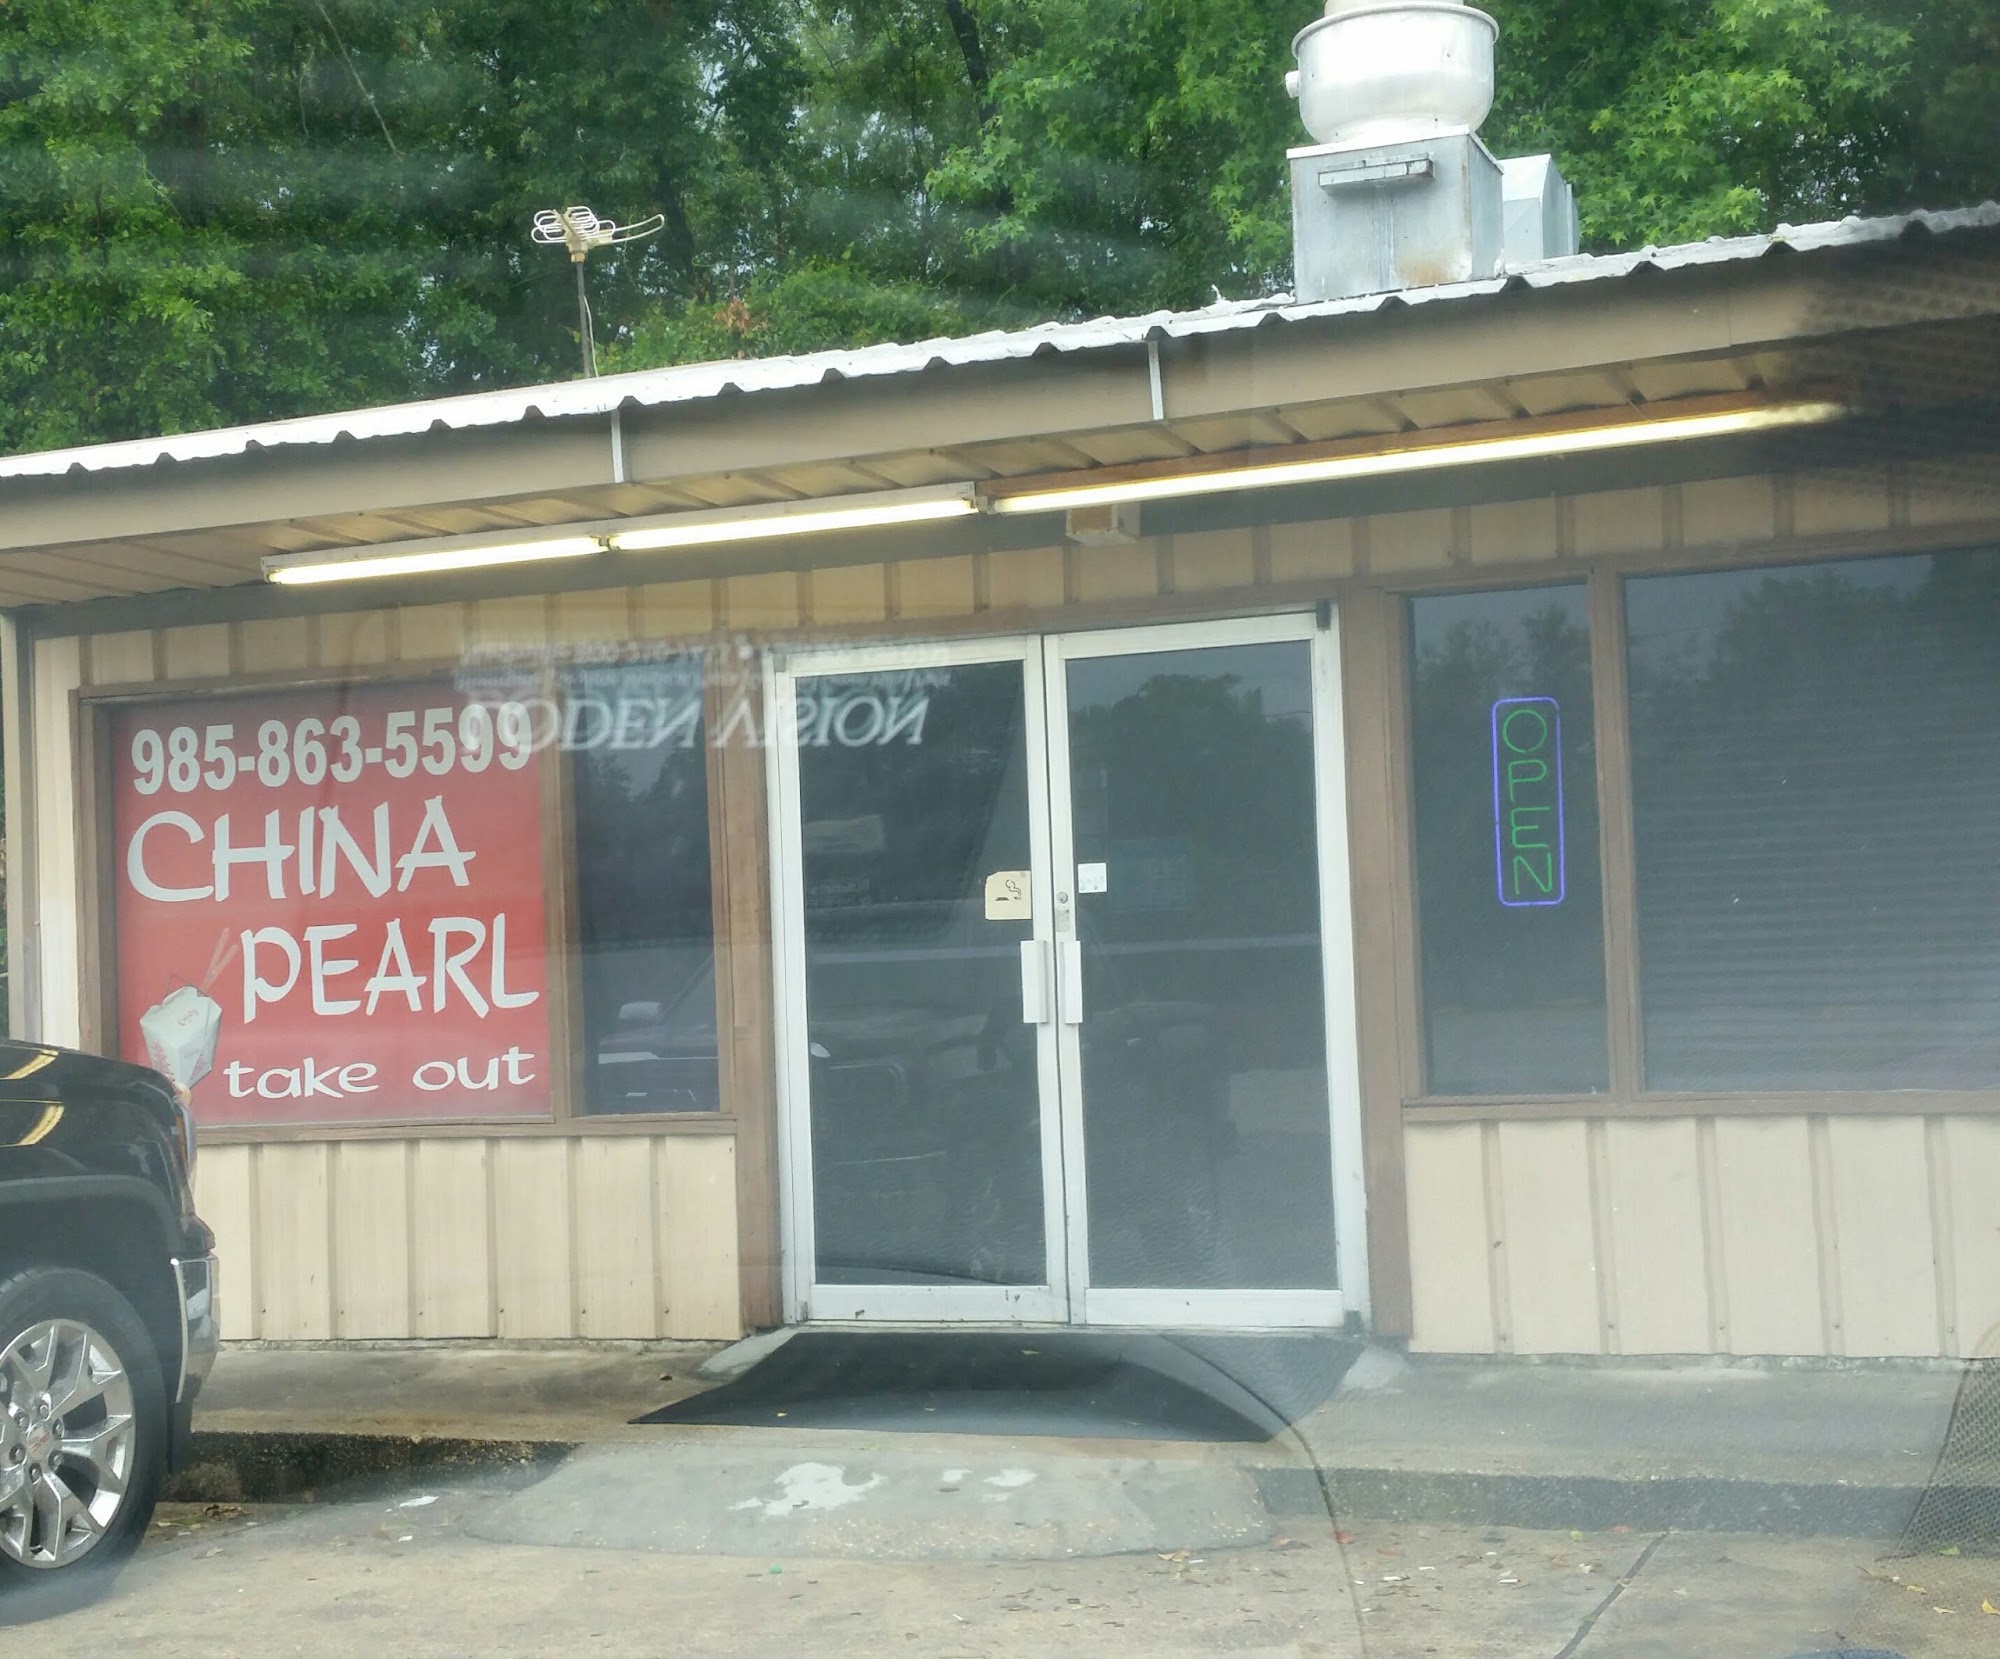 985-863-5599
CHINA
PEARL
take out
OPEN